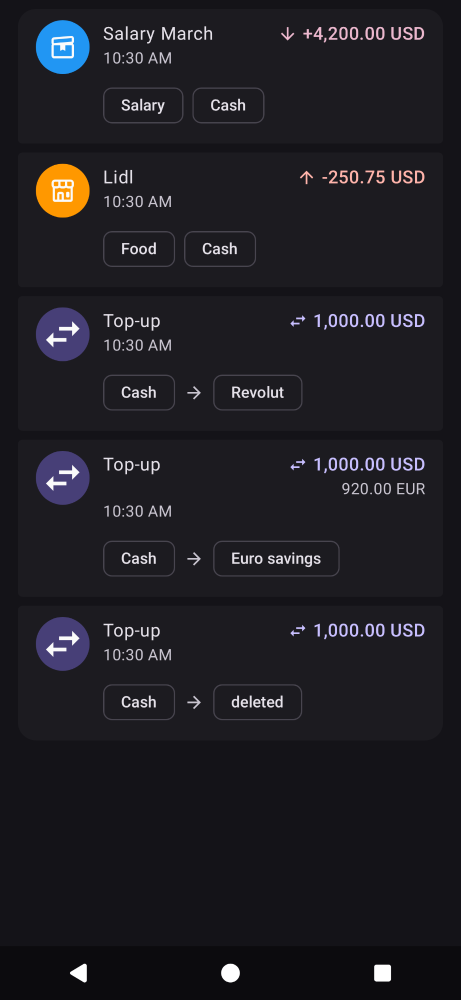 Salary March +4,200.00 USD
10:30 AM
Salary Cash
Lidl -250.75 USD
10:30 AM
Food Cash
Top-up 1,000.00 USD
10:30 AM
Cash → Revolut
Top-up 1,000.00 USD
920.00 EUR
10:30 AM
Cash → Euro savings
Top-up 1,000.00 USD
10:30 AM
Cash → deleted